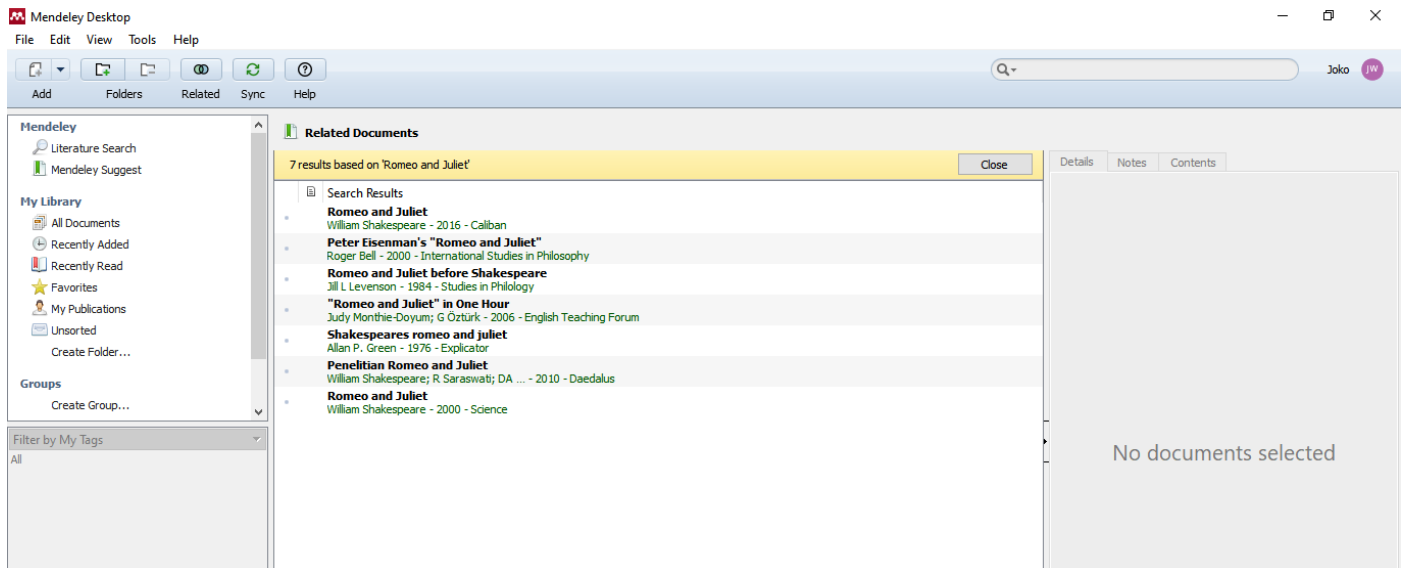 Mendeley Desktop
File Edit View Tools Help
Joko JW
Add Folders Related Sync Help
Mendeley
Literature Search
Mendeley Suggest
My Library
All Documents
Recently Added
Recently Read
Favorites
My Publications
Unsorted
Create Folder...
Groups
Create Group...
Filter by My Tags
All
Related Documents
7 results based on 'Romeo and Juliet' Close
Search Results
Romeo and Juliet
William Shakespeare - 2016 - Caliban
Peter Eisenman's "Romeo and Juliet"
Roger Bell - 2000 - International Studies in Philosophy
Romeo and Juliet before Shakespeare
Jill L Levenson - 1984 - Studies in Philology
"Romeo and Juliet" in One Hour
Judy Monthie-Doyum; G Öztürk - 2006 - English Teaching Forum
Shakespeares romeo and juliet
Allan P. Green - 1976 - Explicator
Penelitian Romeo and Juliet
William Shakespeare; R Saraswati; DA ... - 2010 - Daedalus
Romeo and Juliet
William Shakespeare - 2000 - Science
Details Notes Contents
No documents selected